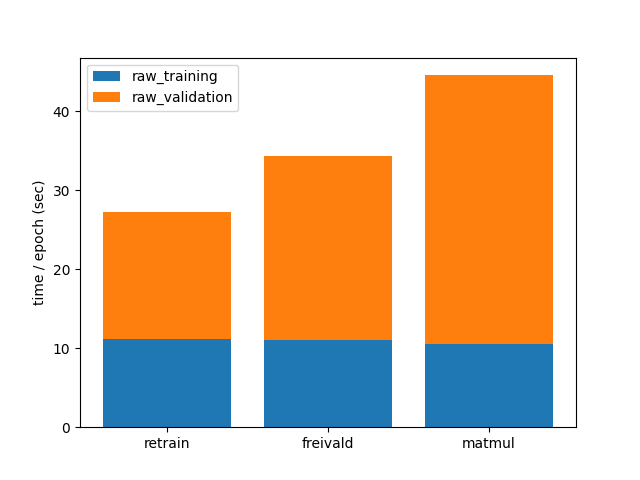 raw_training
raw_validation
time / epoch (sec)
40
30
20
10
0
retrain
freivald
matmul